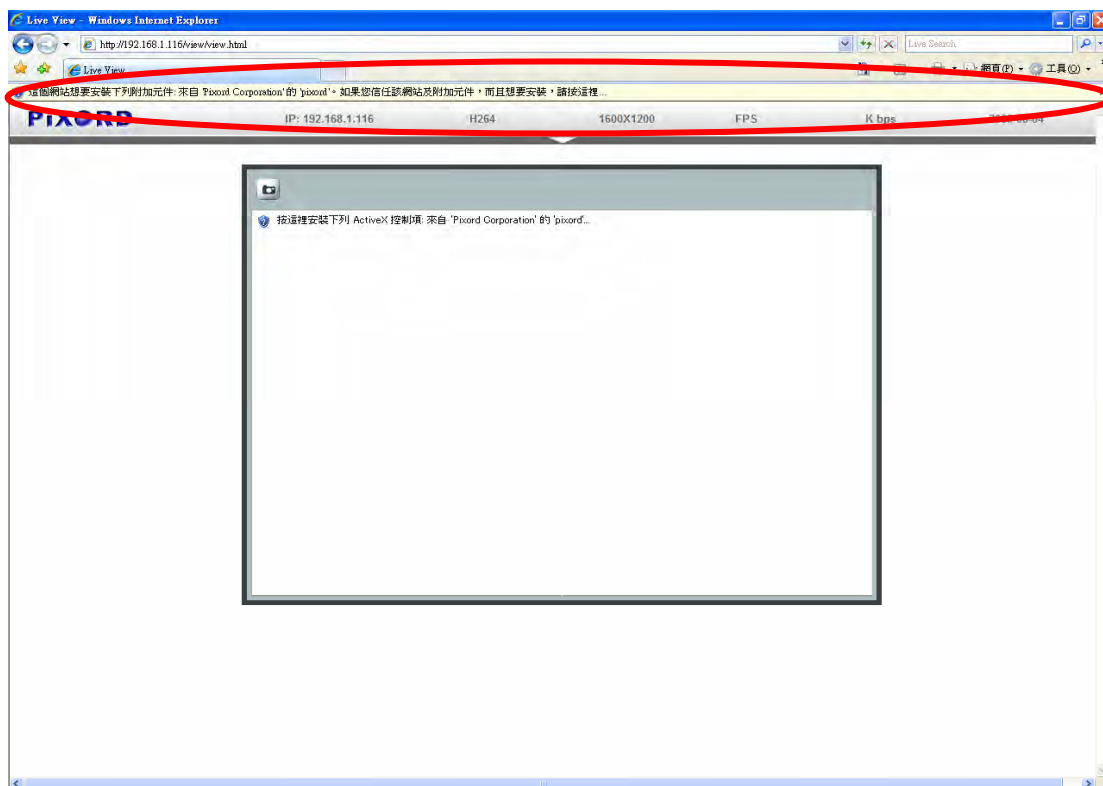 Live View - Windows Internet Explorer
http://192.168.1.116/view/view.html
Live Search
Live View
網頁(P)
工具(O)
這個網站想要安裝下列附加元件: 來自 'Pixord Corporation' 的 'pixord'。如果您信任該網站及附加元件，而且想要安裝，請按這裡...
PiXORD
IP: 192.168.1.116
H264
1600X1200
FPS
K bps
按這裡安裝下列 ActiveX 控制項: 來自 'Pixord Corporation' 的 'pixord'...